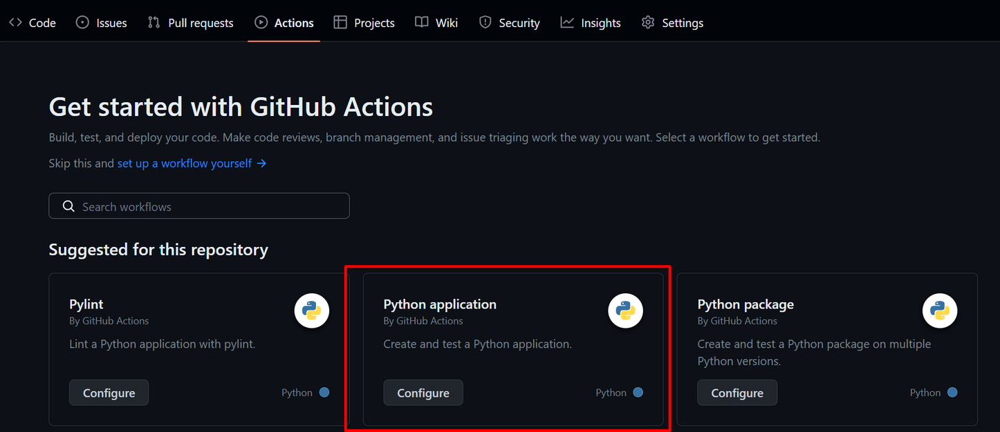 Code Issues Pull requests Actions Projects Wiki Security Insights Settings
Get started with GitHub Actions
Build, test, and deploy your code. Make code reviews, branch management, and issue triaging work the way you want. Select a workflow to get started.
Skip this and set up a workflow yourself →
Search workflows
Suggested for this repository
Pylint
By GitHub Actions
Lint a Python application with pylint.
Configure
Python
Python application
By GitHub Actions
Create and test a Python application.
Configure
Python
Python package
By GitHub Actions
Create and test a Python package on multiple
Python versions.
Configure
Python